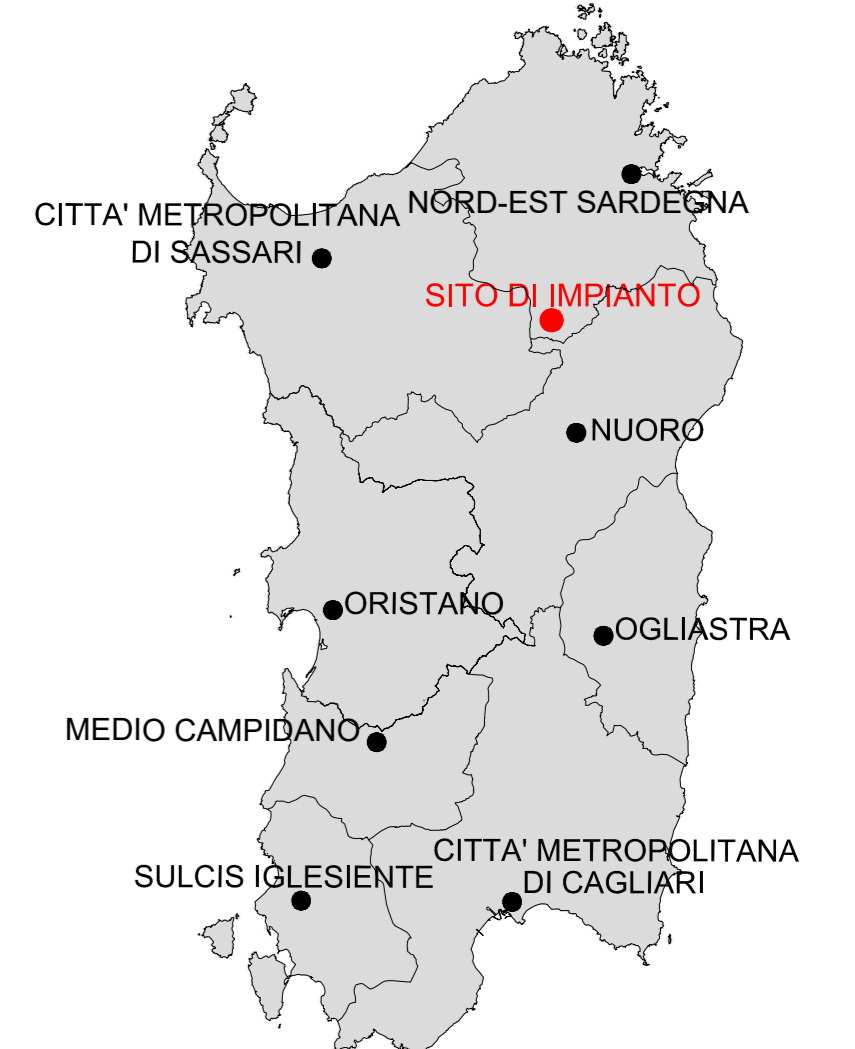 NORD-EST SARDEGNA
CITTA' METROPOLITANA
DI SASSARI
SITO DI IMPIANTO
NUORO
ORISTANO
OGLIASTRA
MEDIO CAMPIDANO
CITTA' METROPOLITANA
DI CAGLIARI
SULCIS IGLESIENTE